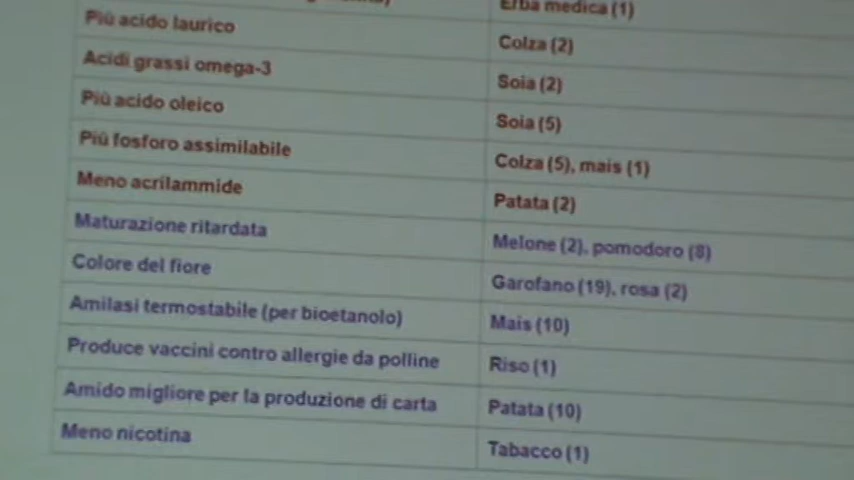 Erba medica (1)
Più acido laurico
Colza (2)
Acidi grassi omega-3
Soia (2)
Più acido oleico
Soia (5)
Più fosforo assimilabile
Colza (5), mais (1)
Meno acrilammide
Patata (2)
Maturazione ritardata
Melone (2), pomodoro (8)
Colore del fiore
Garofano (19), rosa (2)
Amilasi termostabile (per bioetanolo)
Mais (10)
Produce vaccini contro allergie da polline
Riso (1)
Amido migliore per la produzione di carta
Patata (10)
Meno nicotina
Tabacco (1)